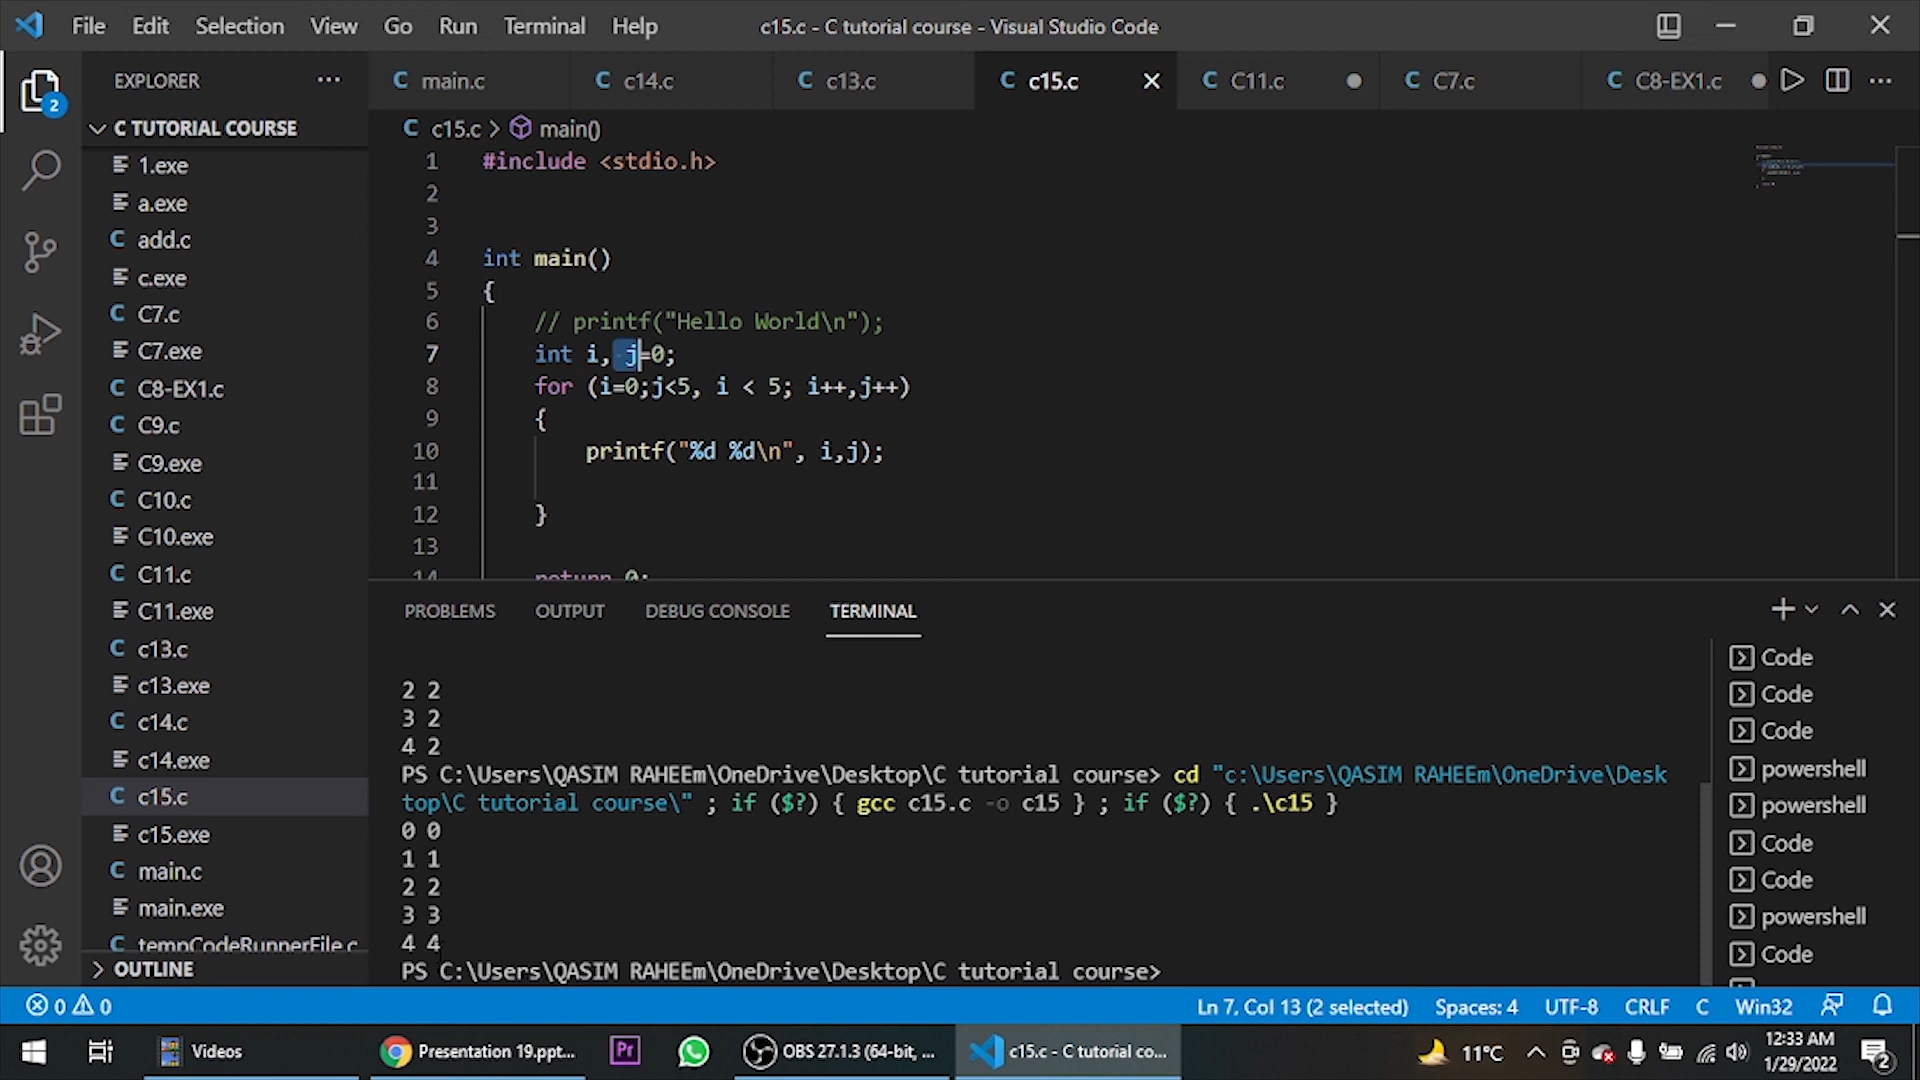 File Edit Selection View Go Run Terminal Help c15.c - C tutorial course - Visual Studio Code
EXPLORER ···
main.c c14.c c13.c c15.c C11.c C7.c C8-EX1.c
C TUTORIAL COURSE
1.exe
a.exe
add.c
c.exe
C7.c
C7.exe
C8-EX1.c
C9.c
C9.exe
C10.c
C10.exe
C11.c
C11.exe
c13.c
c13.exe
c14.c
c14.exe
c15.c
c15.exe
main.c
main.exe
tempCodeRunnerFile.c
OUTLINE
2
c15.c > main()
1 #include <stdio.h>
2
3
4 int main()
5 {
6 // printf("Hello World\n");
7 int i, j=0;
8 for (i=0;j<5, i < 5; i++,j++)
9 {
10 printf("%d %d\n", i,j);
11
12 }
13
14 return 0;
PROBLEMS OUTPUT DEBUG CONSOLE TERMINAL
2 2
3 2
4 2
PS C:\Users\QASIM RAHEEm\OneDrive\Desktop\C tutorial course> cd "c:\Users\QASIM RAHEEm\OneDrive\Desk
top\C tutorial course\" ; if ($?) { gcc c15.c -o c15 } ; if ($?) { .\c15 }
0 0
1 1
2 2
3 3
4 4
PS C:\Users\QASIM RAHEEm\OneDrive\Desktop\C tutorial course>
Code
Code
Code
powershell
powershell
Code
Code
powershell
Code
0 0 Ln 7, Col 13 (2 selected) Spaces: 4 UTF-8 CRLF C Win32
Videos Presentation 19.ppt... Pr OBS 27.1.3 (64-bit, ... c15.c - C tutorial co... 11°C 12:33 AM
1/29/2022 2